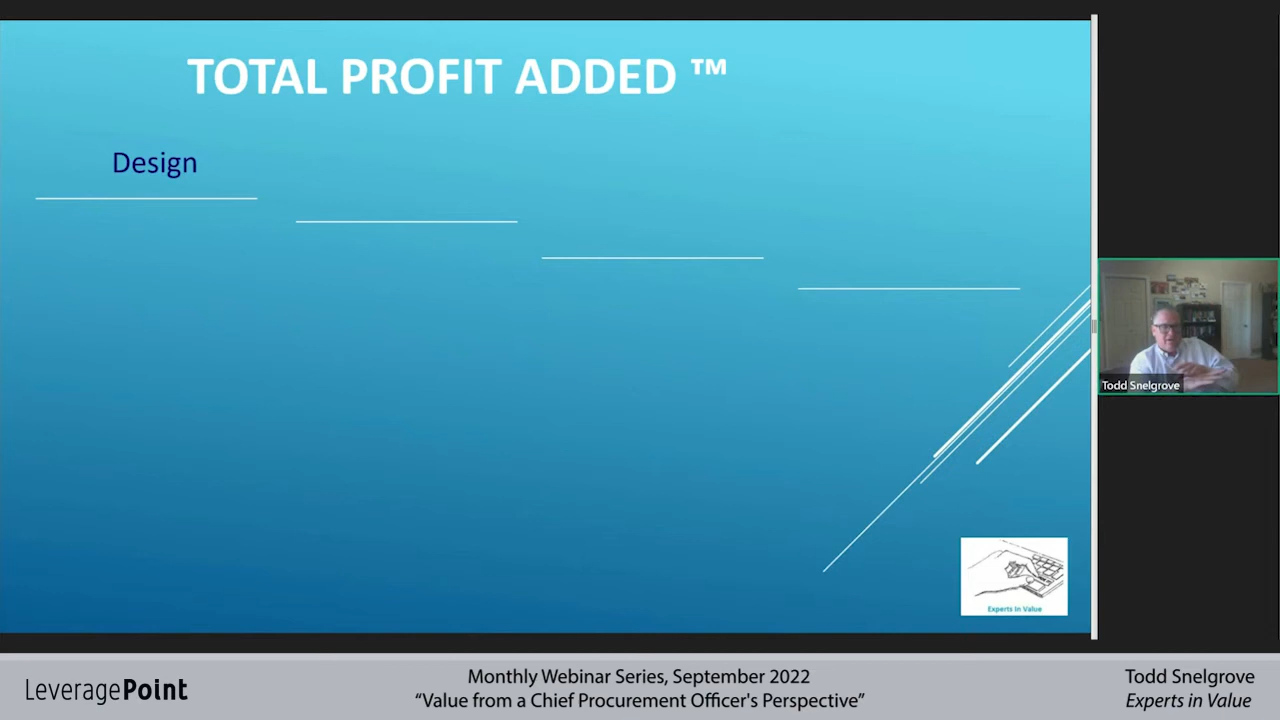 TOTAL PROFIT ADDED ™
Design
Todd Snelgrove
Experts In Value
LeveragePoint
Monthly Webinar Series, September 2022
“Value from a Chief Procurement Officer's Perspective”
Todd Snelgrove
Experts in Value